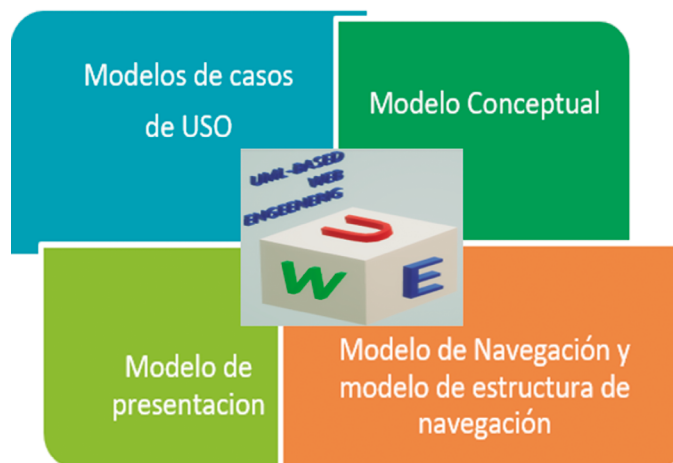 Modelos de casos
de USO
Modelo Conceptual
UML-BASED
WEB
ENGEENENIG
U
W E
Modelo de
presentacion
Modelo de Navegación y
modelo de estructura de
navegación